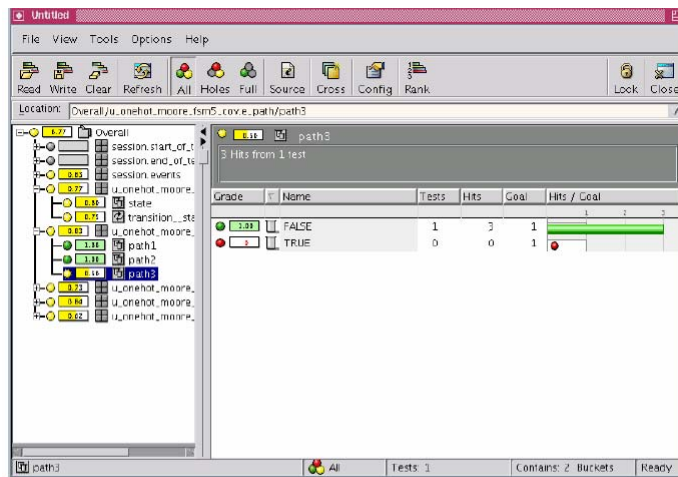 Untitled
File View Tools Options Help
Read Write Clear Refresh All Holes Full Source Cross Config Rank Lock Close
Location: Overall/u_onehot_moore_fsm5_cov.e_path/path3
0.77 Overall
session.start_of_t
session.end_of_te
0.83 session.events
0.77 u_onehot_moore_
0.80 state
0.75 transition__sta
0.83 u_onehot_moore_
1.00 path1
1.00 path2
0.50 path3
0.73 u_onehot_moore_
u_onehot_moore_
0.62 u_onehot_moore_
0.50 path3
3 Hits from 1 test
Grade Name Tests Hits Goal Hits / Goal
1 2 3
1.00 FALSE 1 3 1
0 TRUE 0 0 1
path3 All Tests: 1 Contains: 2 Buckets Ready